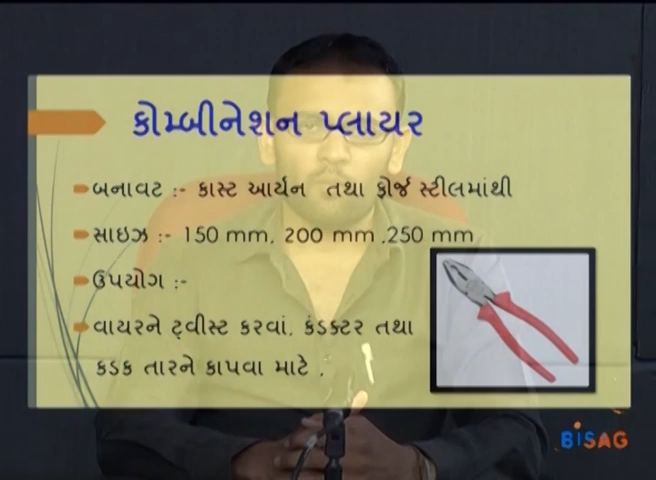 કોમ્બીનેશન પ્લાયર
બનાવટ :- કાસ્ટ આર્યન તથા ફોર્જ સ્ટીલમાંથી
સાઇઝ :- 150 mm, 200 mm ,250 mm
ઉપયોગ :-
વાયરને ટ્વીસ્ટ કરવાં, કંડક્ટર તથા
કડક તારને કાપવા માટે .
BISAG